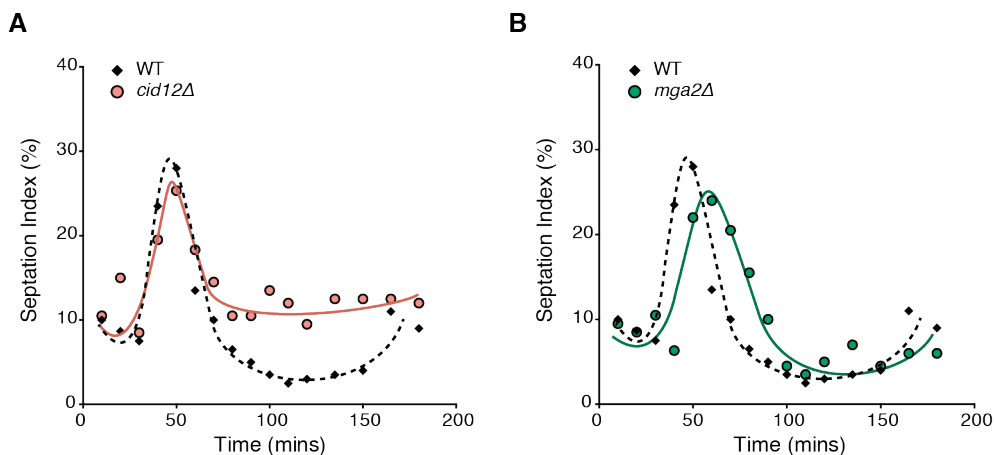 A
WT
cid12Δ
40
30
20
10
0
Septation Index (%)
0 50 100 150 200
Time (mins)
B
WT
mga2Δ
40
30
20
10
0
Septation Index (%)
0 50 100 150 200
Time (mins)